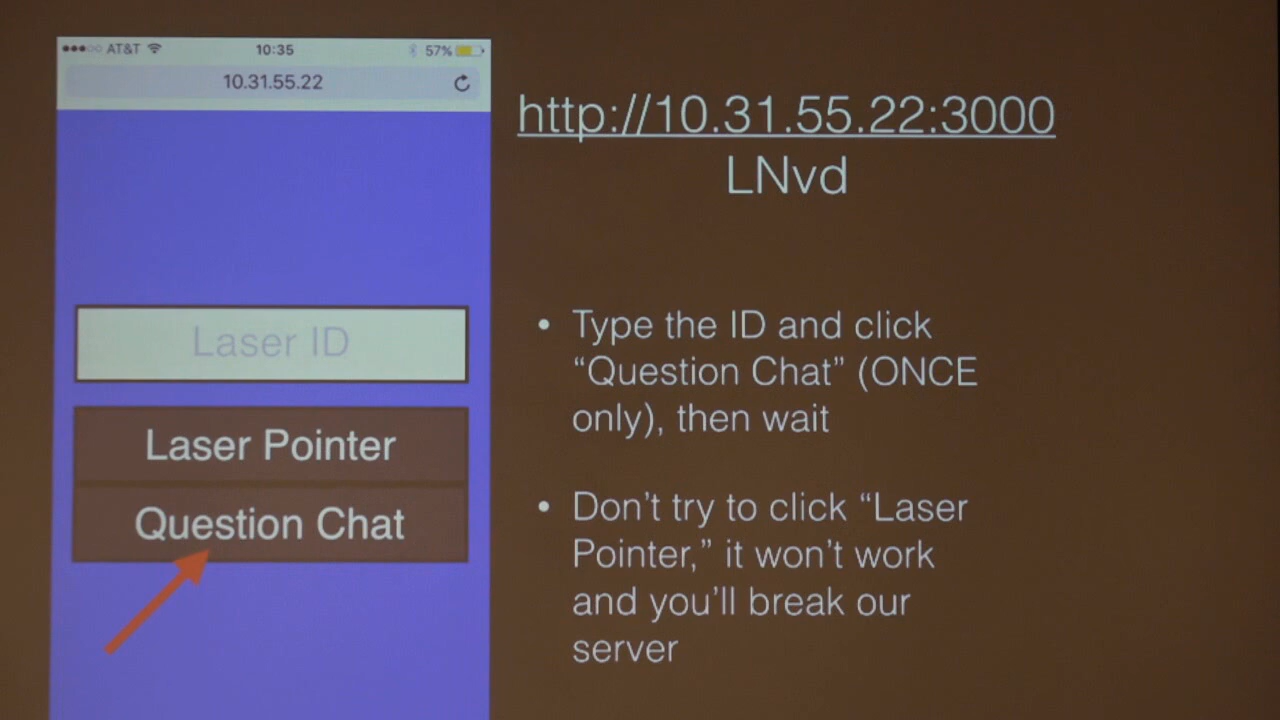 AT&T 10:35 57%
10.31.55.22
Laser ID
Laser Pointer
Question Chat
http://10.31.55.22:3000
LNvd
• Type the ID and click
“Question Chat” (ONCE
only), then wait
• Don’t try to click “Laser
Pointer,” it won’t work
and you’ll break our
server